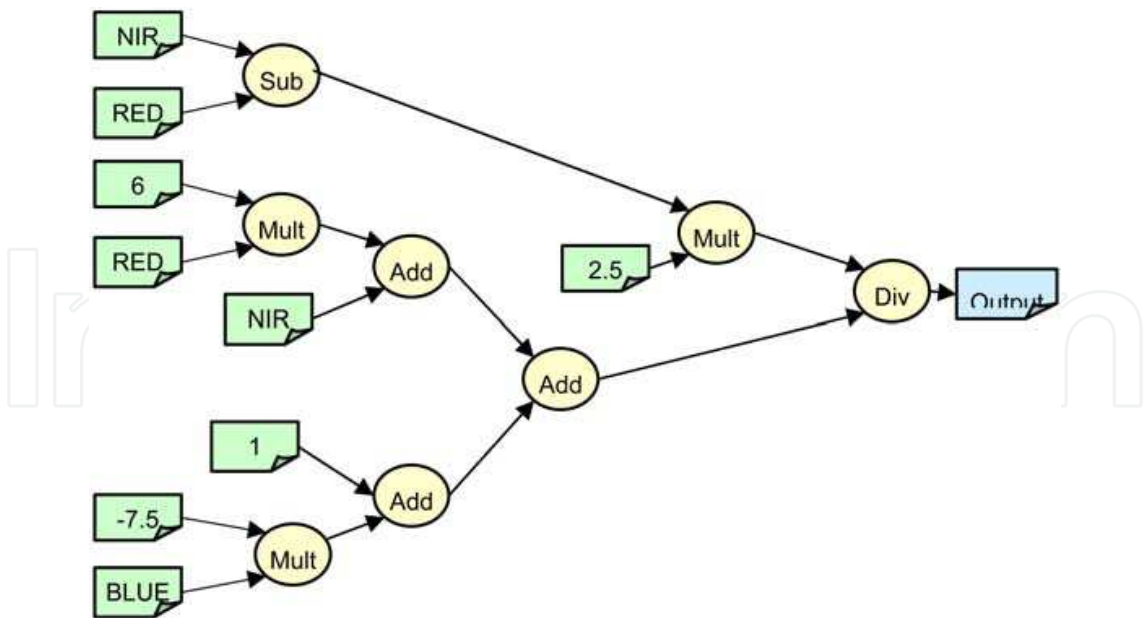 NIR
Sub
RED
6
Mult
RED
Add
NIR
2.5
Mult
Div
Output
Add
1
Add
-7.5
Mult
BLUE